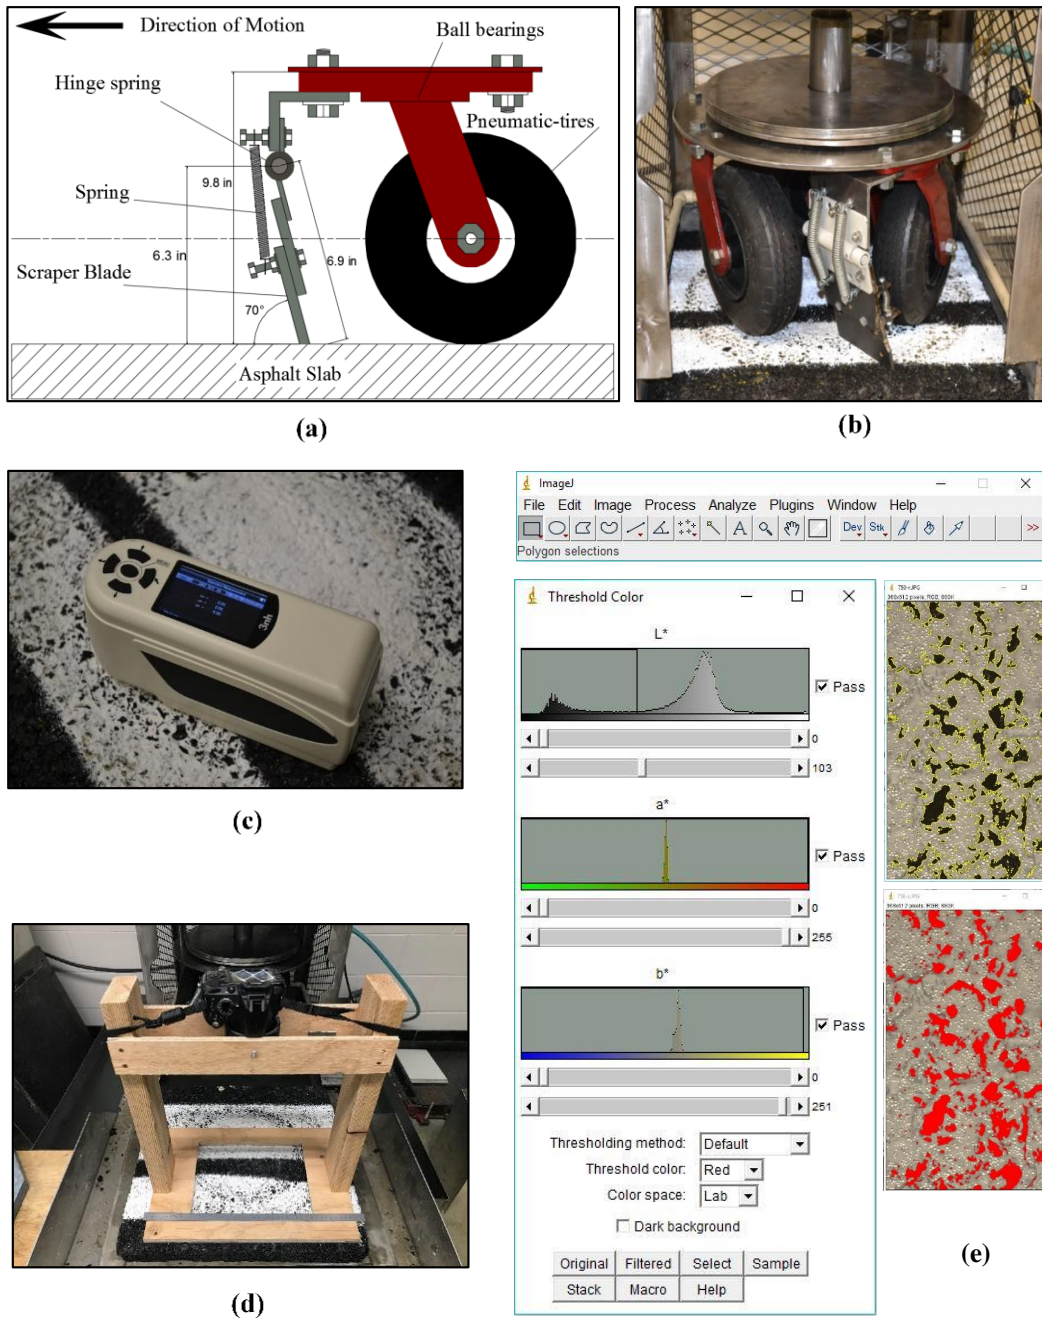 Direction of Motion
Ball bearings
Hinge spring
Pneumatic-tires
9.8 in
Spring
6.3 in
Scraper Blade
6.9 in
70°
Asphalt Slab
(a)
(b)
3nh
(c)
(d)
ImageJ
File Edit Image Process Analyze Plugins Window Help
Dev Stk >>
Polygon selections
Threshold Color
L*
Pass
0
103
a*
Pass
0
255
b*
Pass
0
251
Thresholding method: Default
Threshold color: Red
Color space: Lab
Dark background
Original Filtered Select Sample
Stack Macro Help
(e)